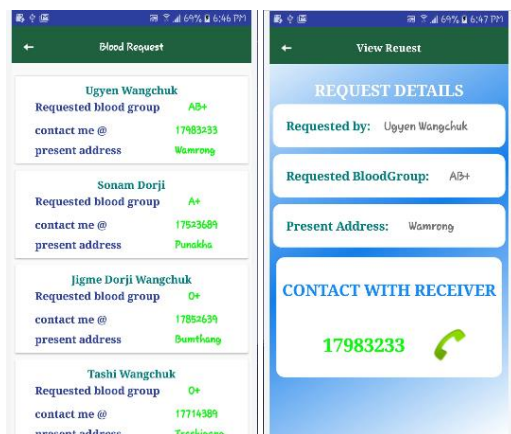 69% 6:46 PM
Blood Request
Ugyen Wangchuk
Requested blood group AB+
contact me @ 17983233
present address Wamrong
Sonam Dorji
Requested blood group A+
contact me @ 17523689
present address Punakha
Jigme Dorji Wangchuk
Requested blood group O+
contact me @ 17852639
present address Bumthang
Tashi Wangchuk
Requested blood group O+
contact me @ 17714389
present address
69% 6:47 PM
View Reuest
REQUEST DETAILS
Requested by: Ugyen Wangchuk
Requested BloodGroup: AB+
Present Address: Wamrong
CONTACT WITH RECEIVER
17983233